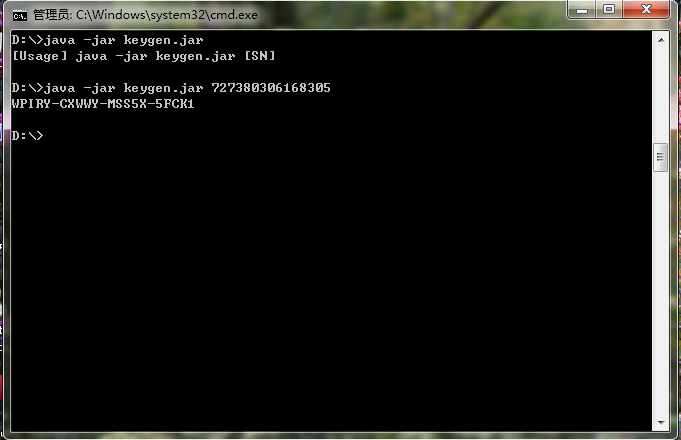 管理员: C:\Windows\system32\cmd.exe
D:\>java -jar keygen.jar
[Usage] java -jar keygen.jar [SN]
D:\>java -jar keygen.jar 727380306168305
WPIRY-CXWWY-MSS5X-5FCK1
D:\>